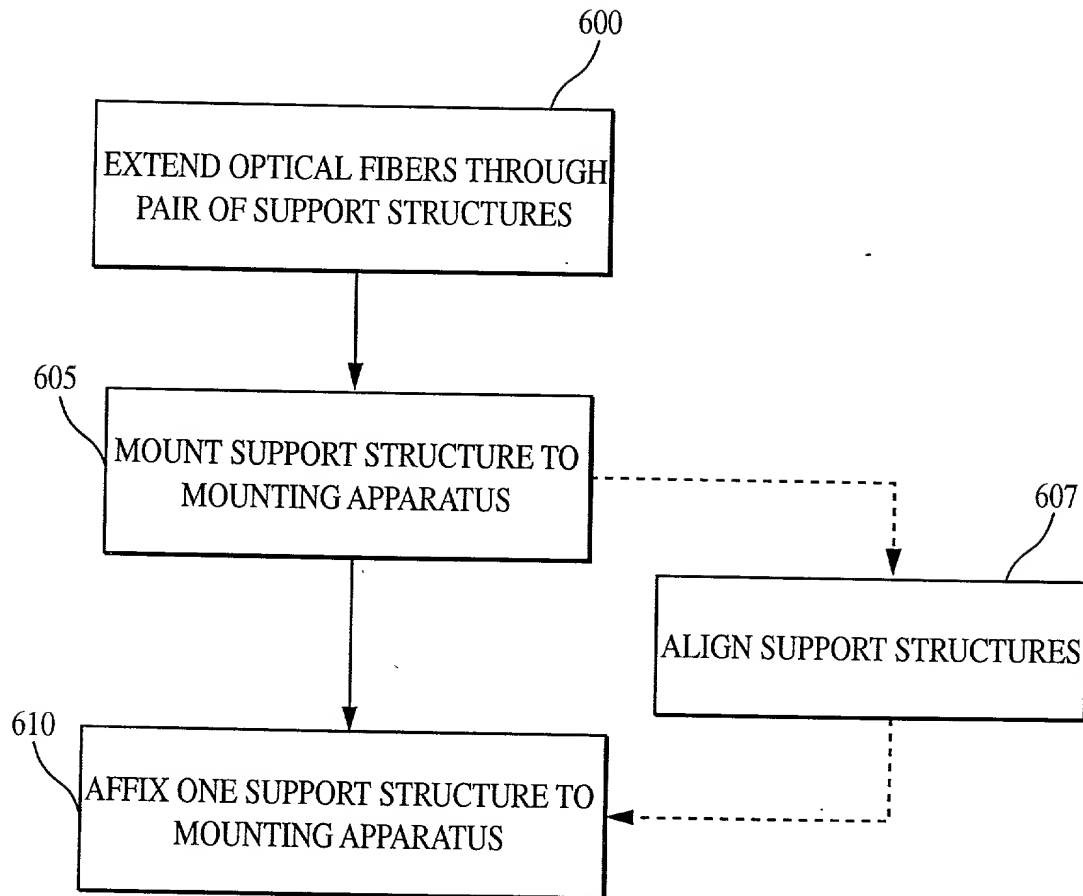 600
EXTEND OPTICAL FIBERS THROUGH
PAIR OF SUPPORT STRUCTURES
605
MOUNT SUPPORT STRUCTURE TO
MOUNTING APPARATUS
607
ALIGN SUPPORT STRUCTURES
610
AFFIX ONE SUPPORT STRUCTURE TO
MOUNTING APPARATUS